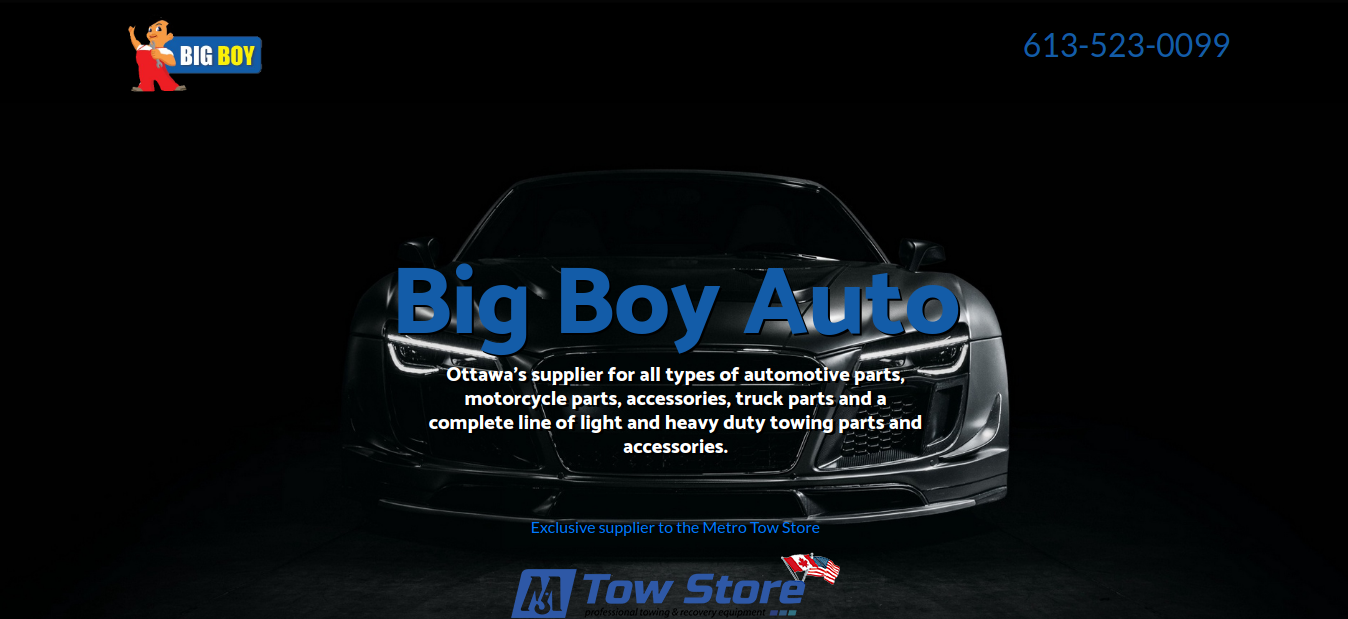 BIG BOY
613-523-0099
Big Boy Auto
Ottawa's supplier for all types of automotive parts,
motorcycle parts, accessories, truck parts and a
complete line of light and heavy duty towing parts and
accessories.
Exclusive supplier to the Metro Tow Store
M Tow Store
professional towing & recovery equipment